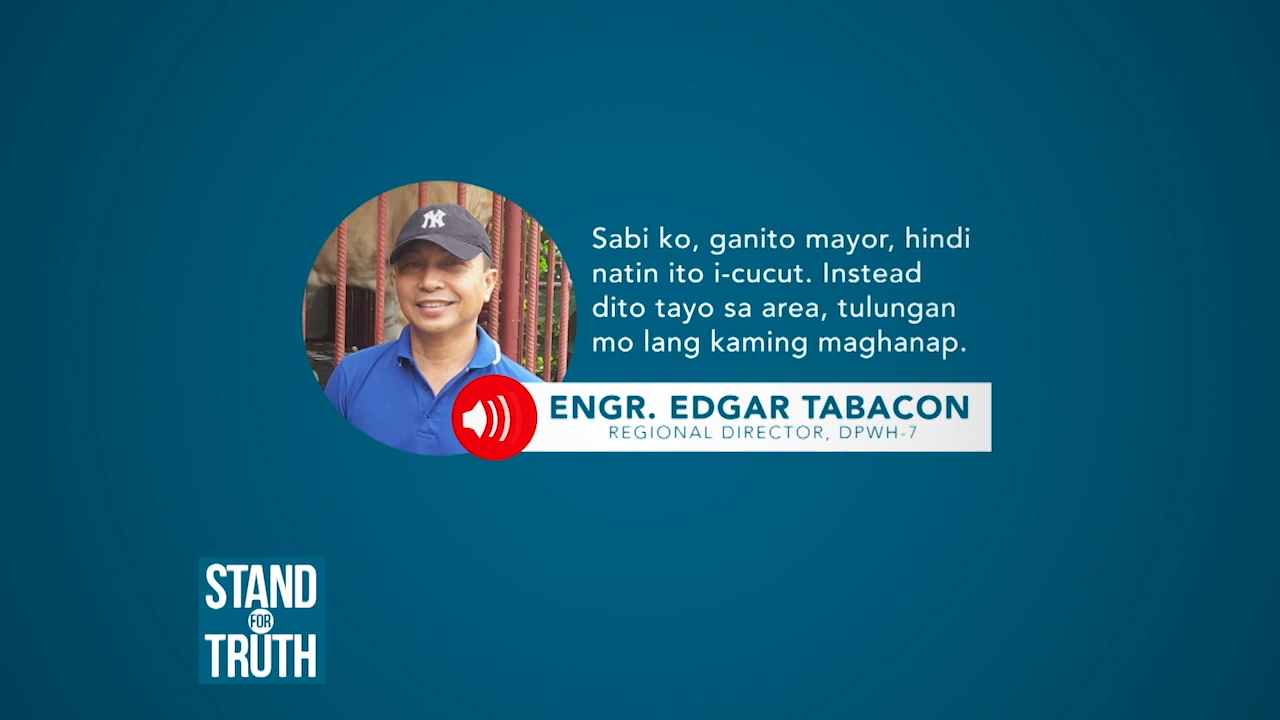 Sabi ko, ganito mayor, hindi
natin ito i-cucut. Instead
dito tayo sa area, tulungan
mo lang kaming maghanap.
ENGR. EDGAR TABACON
REGIONAL DIRECTOR, DPWH-7
STAND
FOR
TRUTH
NY